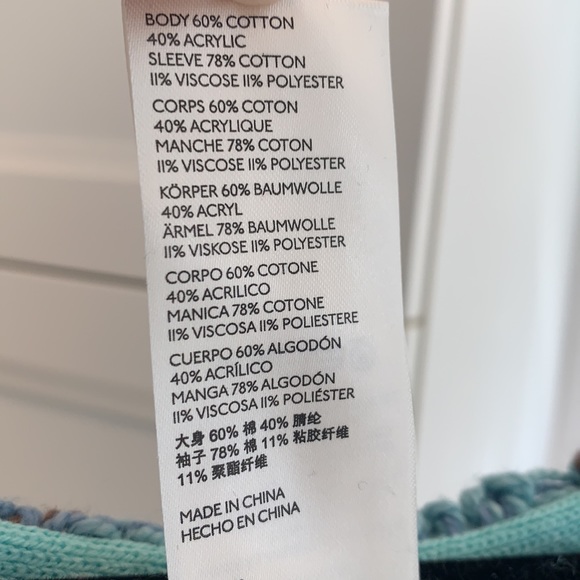 BODY 60% COTTON
40% ACRYLIC
SLEEVE 78% COTTON
11% VISCOSE 11% POLYESTER
CORPS 60% COTON
40% ACRYLIQUE
MANCHE 78% COTON
11% VISCOSE 11% POLYESTER
KÖRPER 60% BAUMWOLLE
40% ACRYL
ÄRMEL 78% BAUMWOLLE
11% VISKOSE 11% POLYESTER
CORPO 60% COTONE
40% ACRILICO
MANICA 78% COTONE
11% VISCOSA 11% POLIESTERE
CUERPO 60% ALGODÓN
40% ACRÍLICO
MANGA 78% ALGODÓN
11% VISCOSA 11% POLIÉSTER
大身 60% 棉 40% 腈纶
袖子 78% 棉 11% 粘胶纤维
11% 聚酯纤维
MADE IN CHINA
HECHO EN CHINA